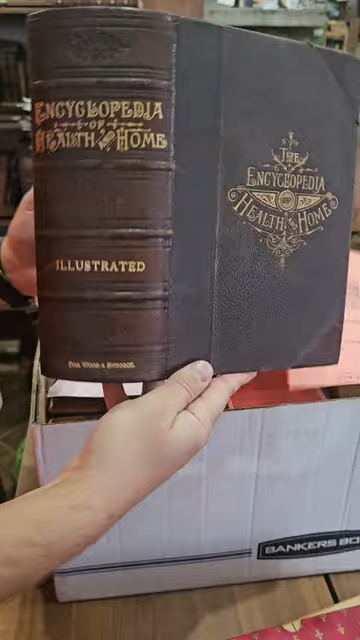 ENCYCLOPEDIA
OF
HEALTH AND HOME
ILLUSTRATED
THE
ENCYCLOPEDIA
OF
HEALTH AND HOME
BANKERS BO